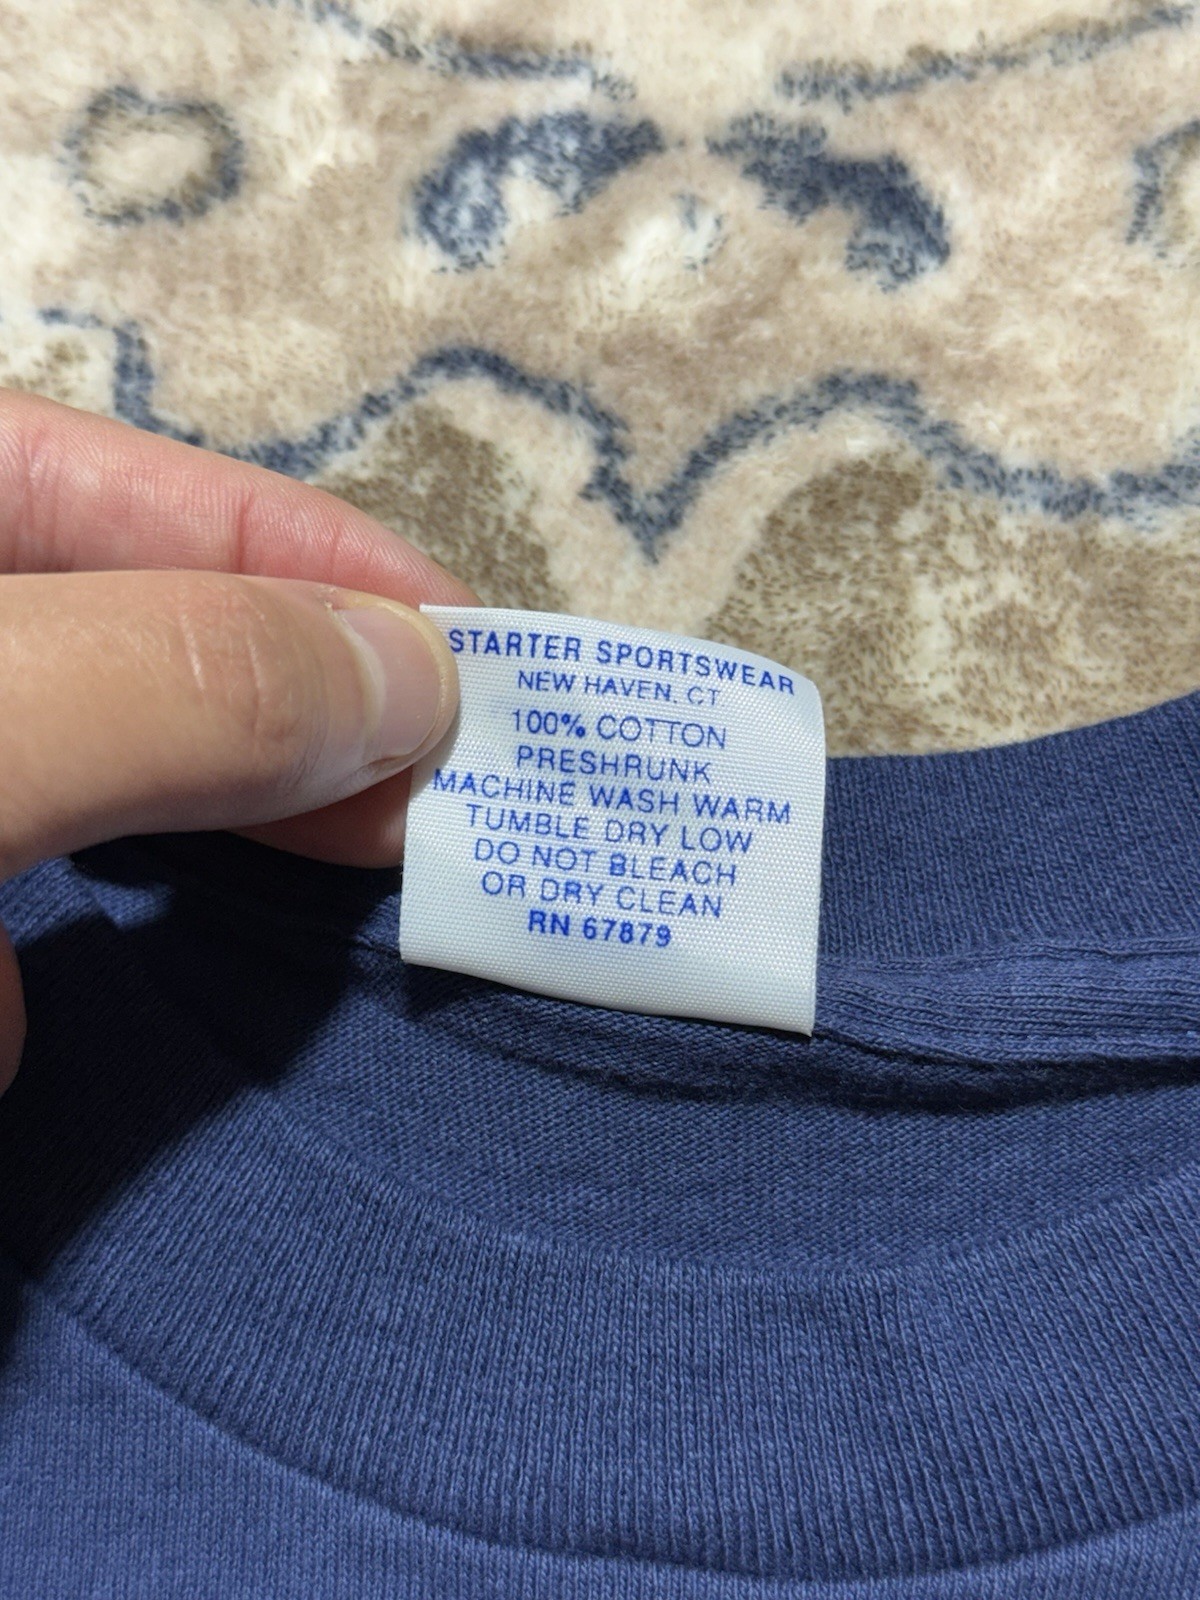 STARTER SPORTSWEAR
NEW HAVEN. CT
100% COTTON
PRESHRUNK
MACHINE WASH WARM
TUMBLE DRY LOW
DO NOT BLEACH
OR DRY CLEAN
RN 67879